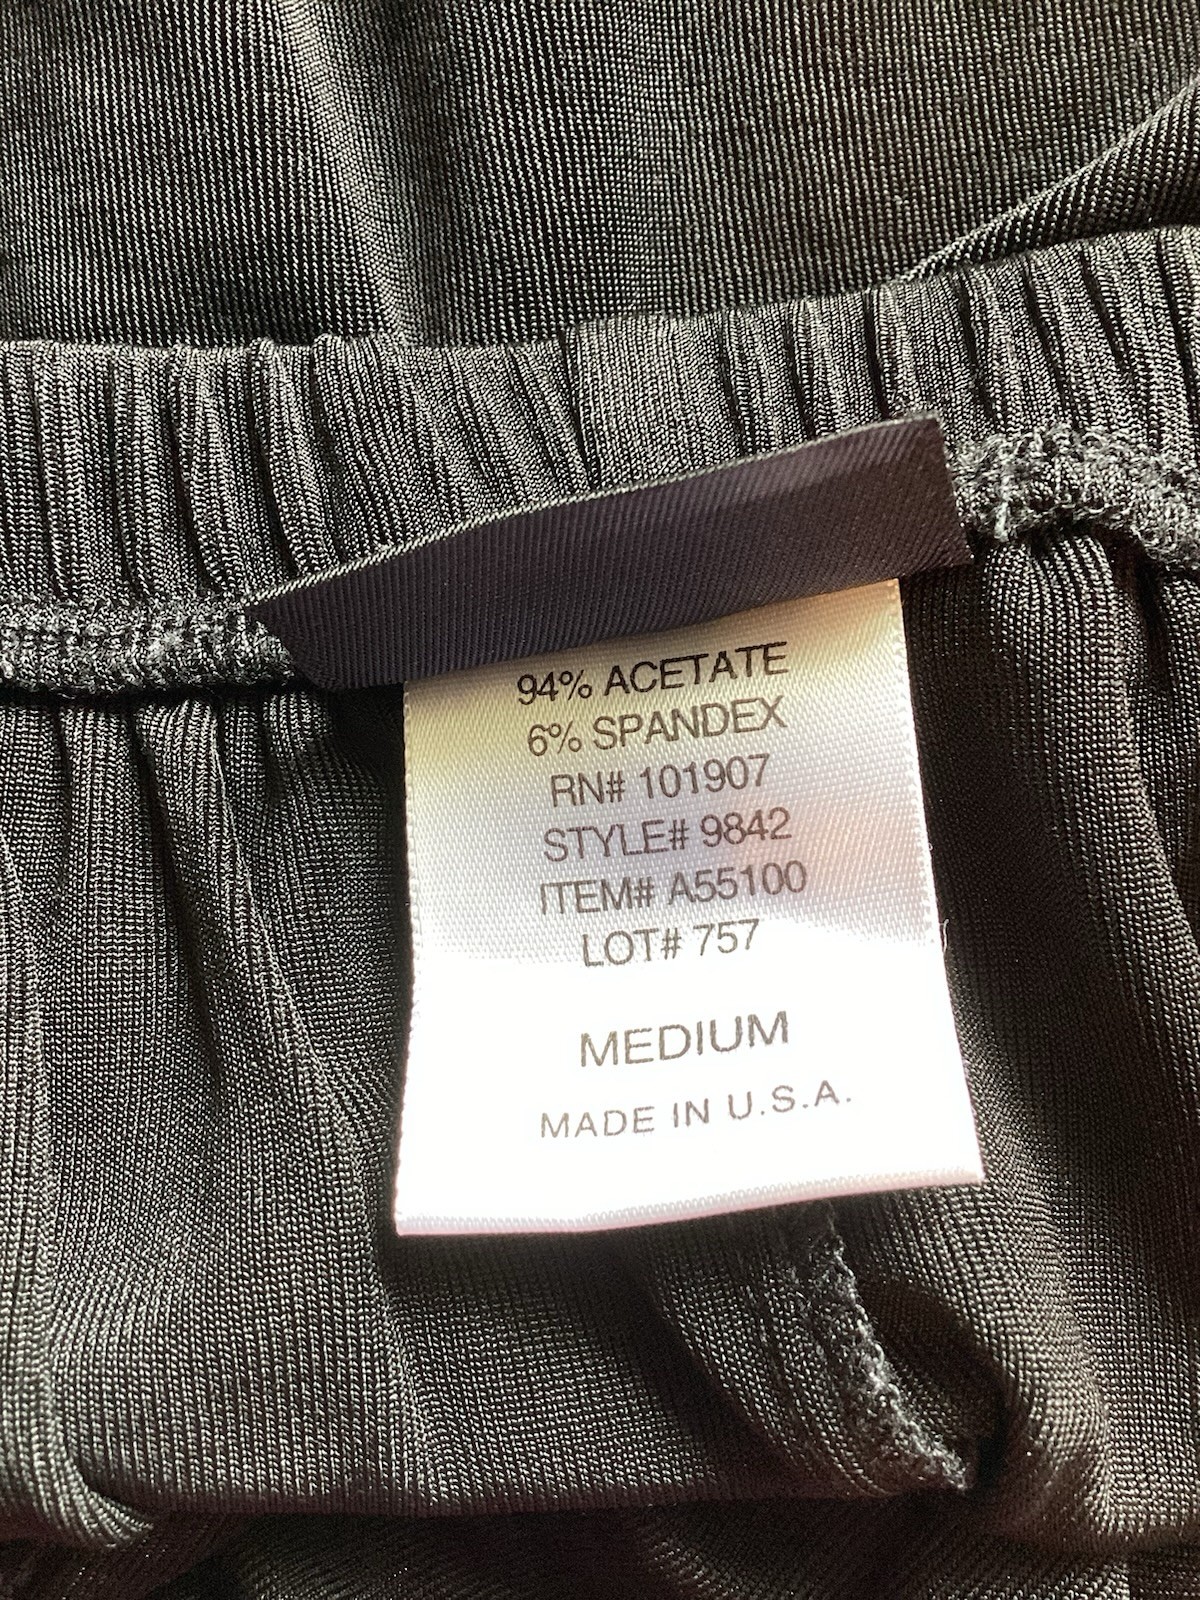 94% ACETATE
6% SPANDEX
RN# 101907
STYLE# 9842
ITEM# A55100
LOT# 757
MEDIUM
MADE IN U.S.A.